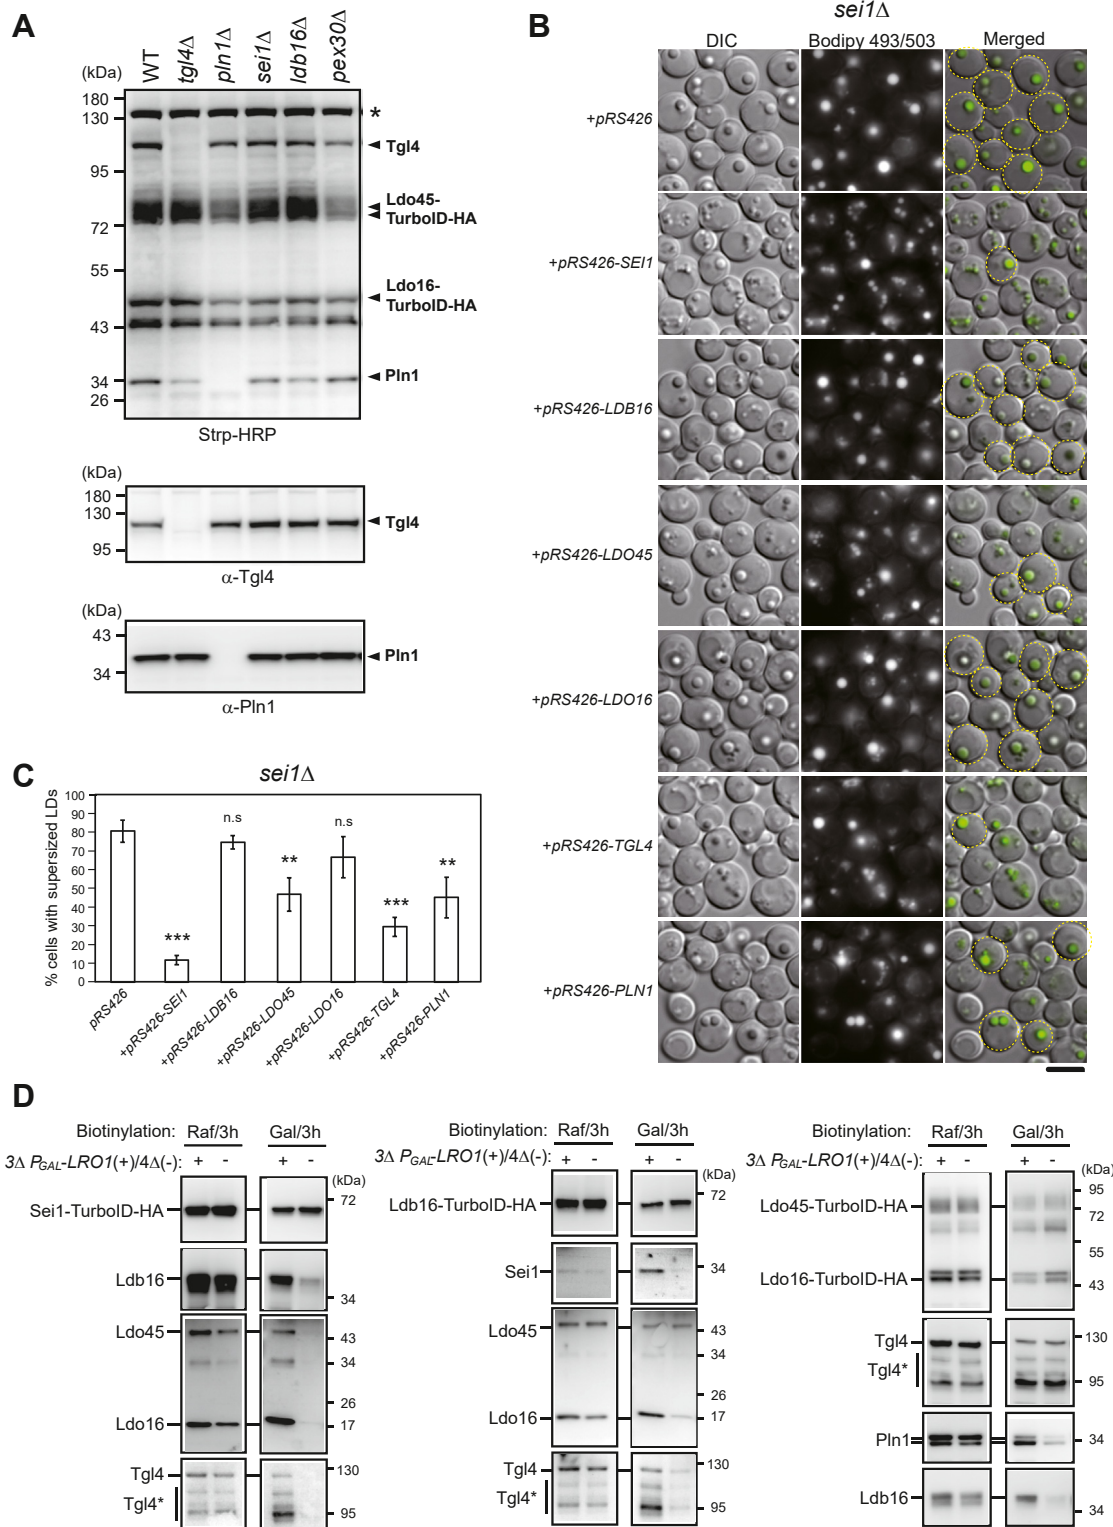 A
WT
tgl4Δ
pln1Δ
sei1Δ
ldb16Δ
pex30Δ
(kDa)
180
130
95
72
55
43
34
26
*
Tgl4
Ldo45-
TurboID-HA
Ldo16-
TurboID-HA
Pln1
Strp-HRP
(kDa)
180
130
95
Tgl4
α-Tgl4
(kDa)
43
34
Pln1
α-Pln1
B
sei1Δ
DIC
Bodipy 493/503
Merged
+pRS426
+pRS426-SEI1
+pRS426-LDB16
+pRS426-LDO45
+pRS426-LDO16
+pRS426-TGL4
+pRS426-PLN1
C
sei1Δ
% cells with supersized LDs
100
90
80
70
60
50
40
30
20
10
0
***
n.s
**
n.s
***
**
pRS426
+pRS426-SEI1
+pRS426-LDB16
+pRS426-LDO45
+pRS426-LDO16
+pRS426-TGL4
+pRS426-PLN1
D
Biotinylation: Raf/3h Gal/3h
3Δ PGAL-LRO1(+)/4Δ(-): + - + -
(kDa)
Sei1-TurboID-HA
72
Ldb16
34
Ldo45
43
34
26
Ldo16
17
Tgl4
130
Tgl4*
95
Biotinylation: Raf/3h Gal/3h
3Δ PGAL-LRO1(+)/4Δ(-): + - + -
(kDa)
Ldb16-TurboID-HA
72
Sei1
34
Ldo45
43
34
26
Ldo16
17
Tgl4
130
Tgl4*
95
Biotinylation: Raf/3h Gal/3h
3Δ PGAL-LRO1(+)/4Δ(-): + - + -
(kDa)
95
Ldo45-TurboID-HA
72
55
Ldo16-TurboID-HA
43
Tgl4
130
Tgl4*
95
Pln1
34
Ldb16
34